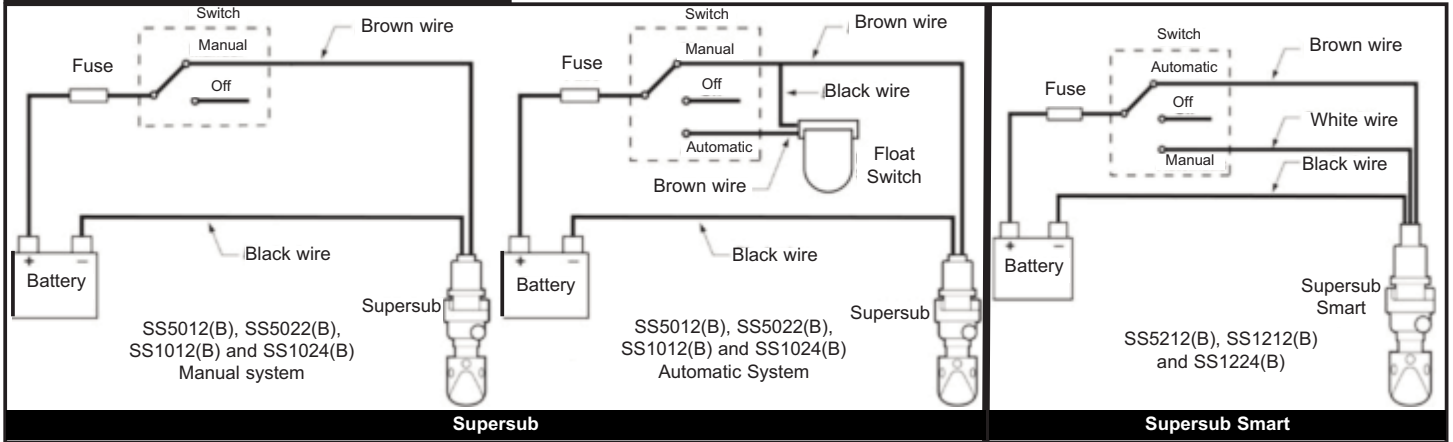 Switch
Manual
Off
Fuse
Brown wire
Battery
+
−
Black wire
Supersub
SS5012(B), SS5022(B),
SS1012(B) and SS1024(B)
Manual system
Switch
Manual
Off
Automatic
Fuse
Brown wire
Black wire
Float
Switch
Brown wire
Battery
+
−
Black wire
Supersub
SS5012(B), SS5022(B),
SS1012(B) and SS1024(B)
Automatic System
Supersub
Switch
Automatic
Off
Manual
Fuse
Brown wire
White wire
Black wire
Battery
+
−
Supersub
Smart
SS5212(B), SS1212(B)
and SS1224(B)
Supersub Smart